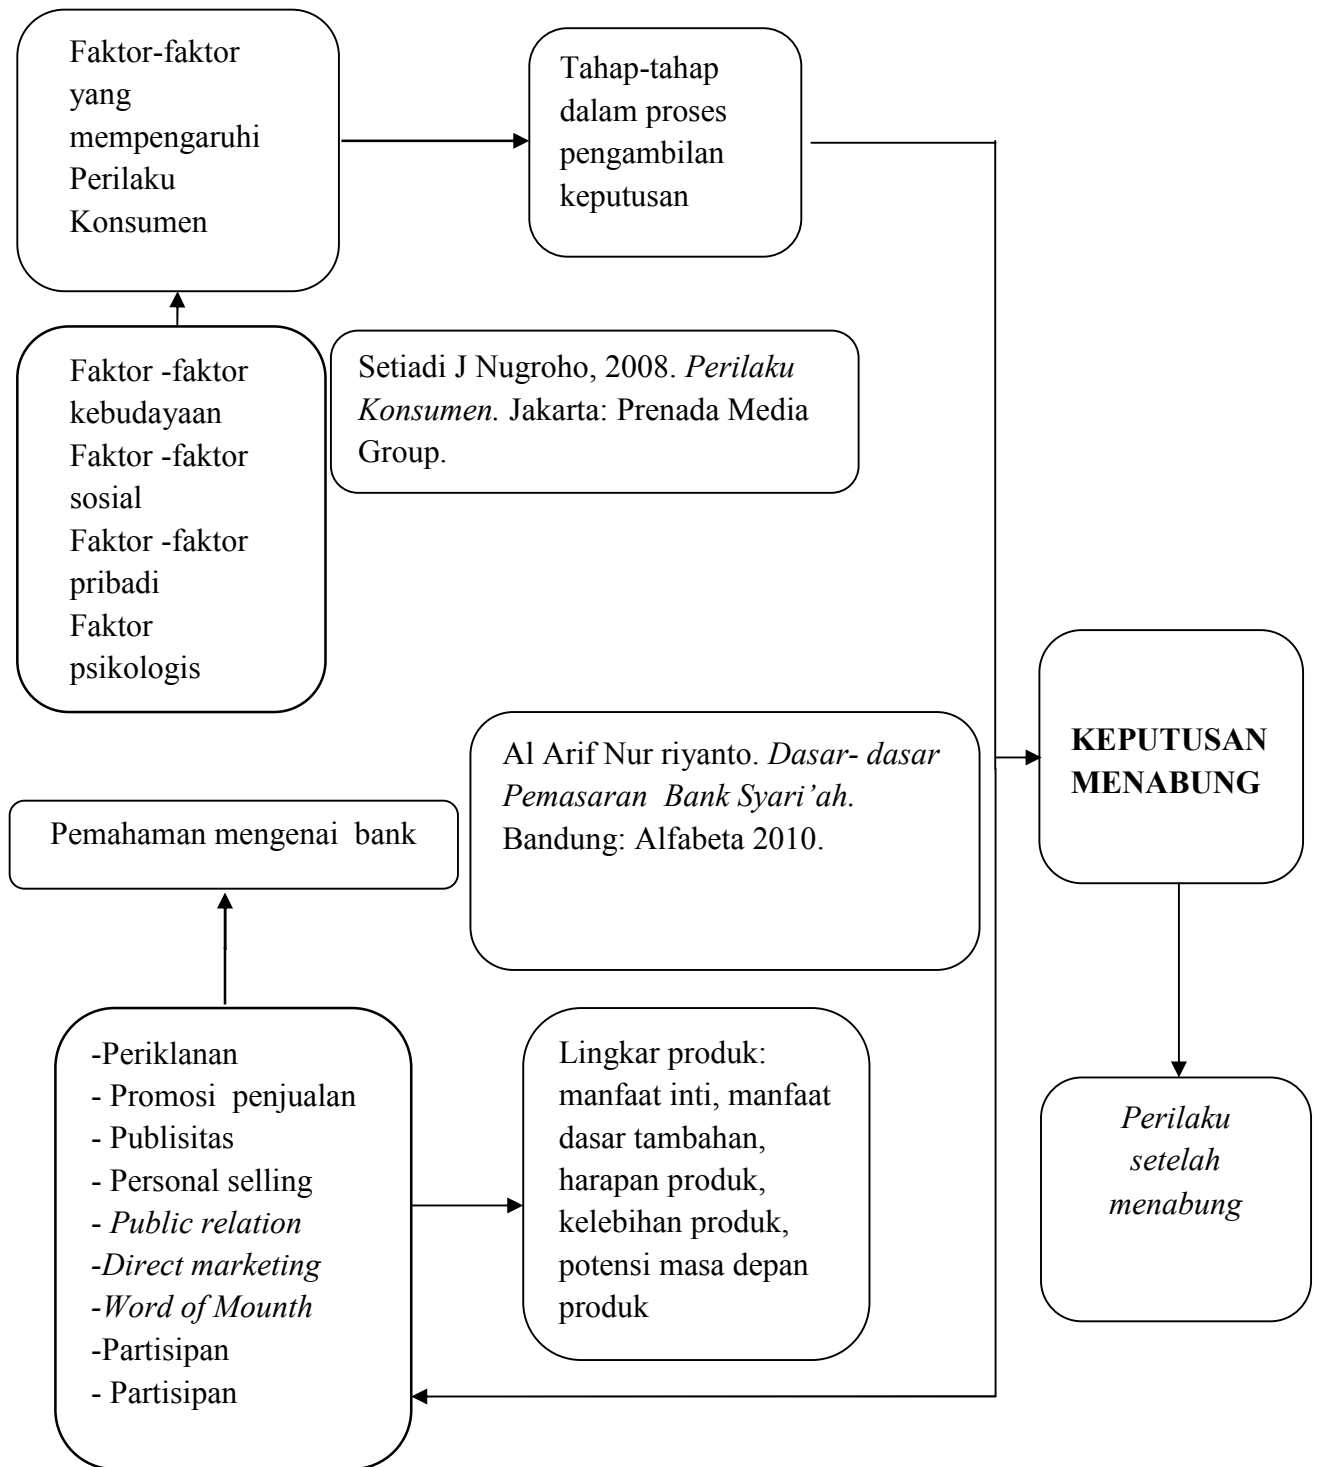 Faktor-faktor
yang
mempengaruhi
Perilaku
Konsumen
Tahap-tahap
dalam proses
pengambilan
keputusan
Faktor -faktor
kebudayaan
Faktor -faktor
sosial
Faktor -faktor
pribadi
Faktor
psikologis
Setiadi J Nugroho, 2008. Perilaku
Konsumen. Jakarta: Prenada Media
Group.
KEPUTUSAN
MENABUNG
Al Arif Nur riyanto. Dasar- dasar
Pemasaran Bank Syari’ah.
Bandung: Alfabeta 2010.
Pemahaman mengenai bank
-Periklanan
- Promosi penjualan
- Publisitas
- Personal selling
- Public relation
-Direct marketing
-Word of Mounth
-Partisipan
- Partisipan
Lingkar produk:
manfaat inti, manfaat
dasar tambahan,
harapan produk,
kelebihan produk,
potensi masa depan
produk
Perilaku
setelah
menabung